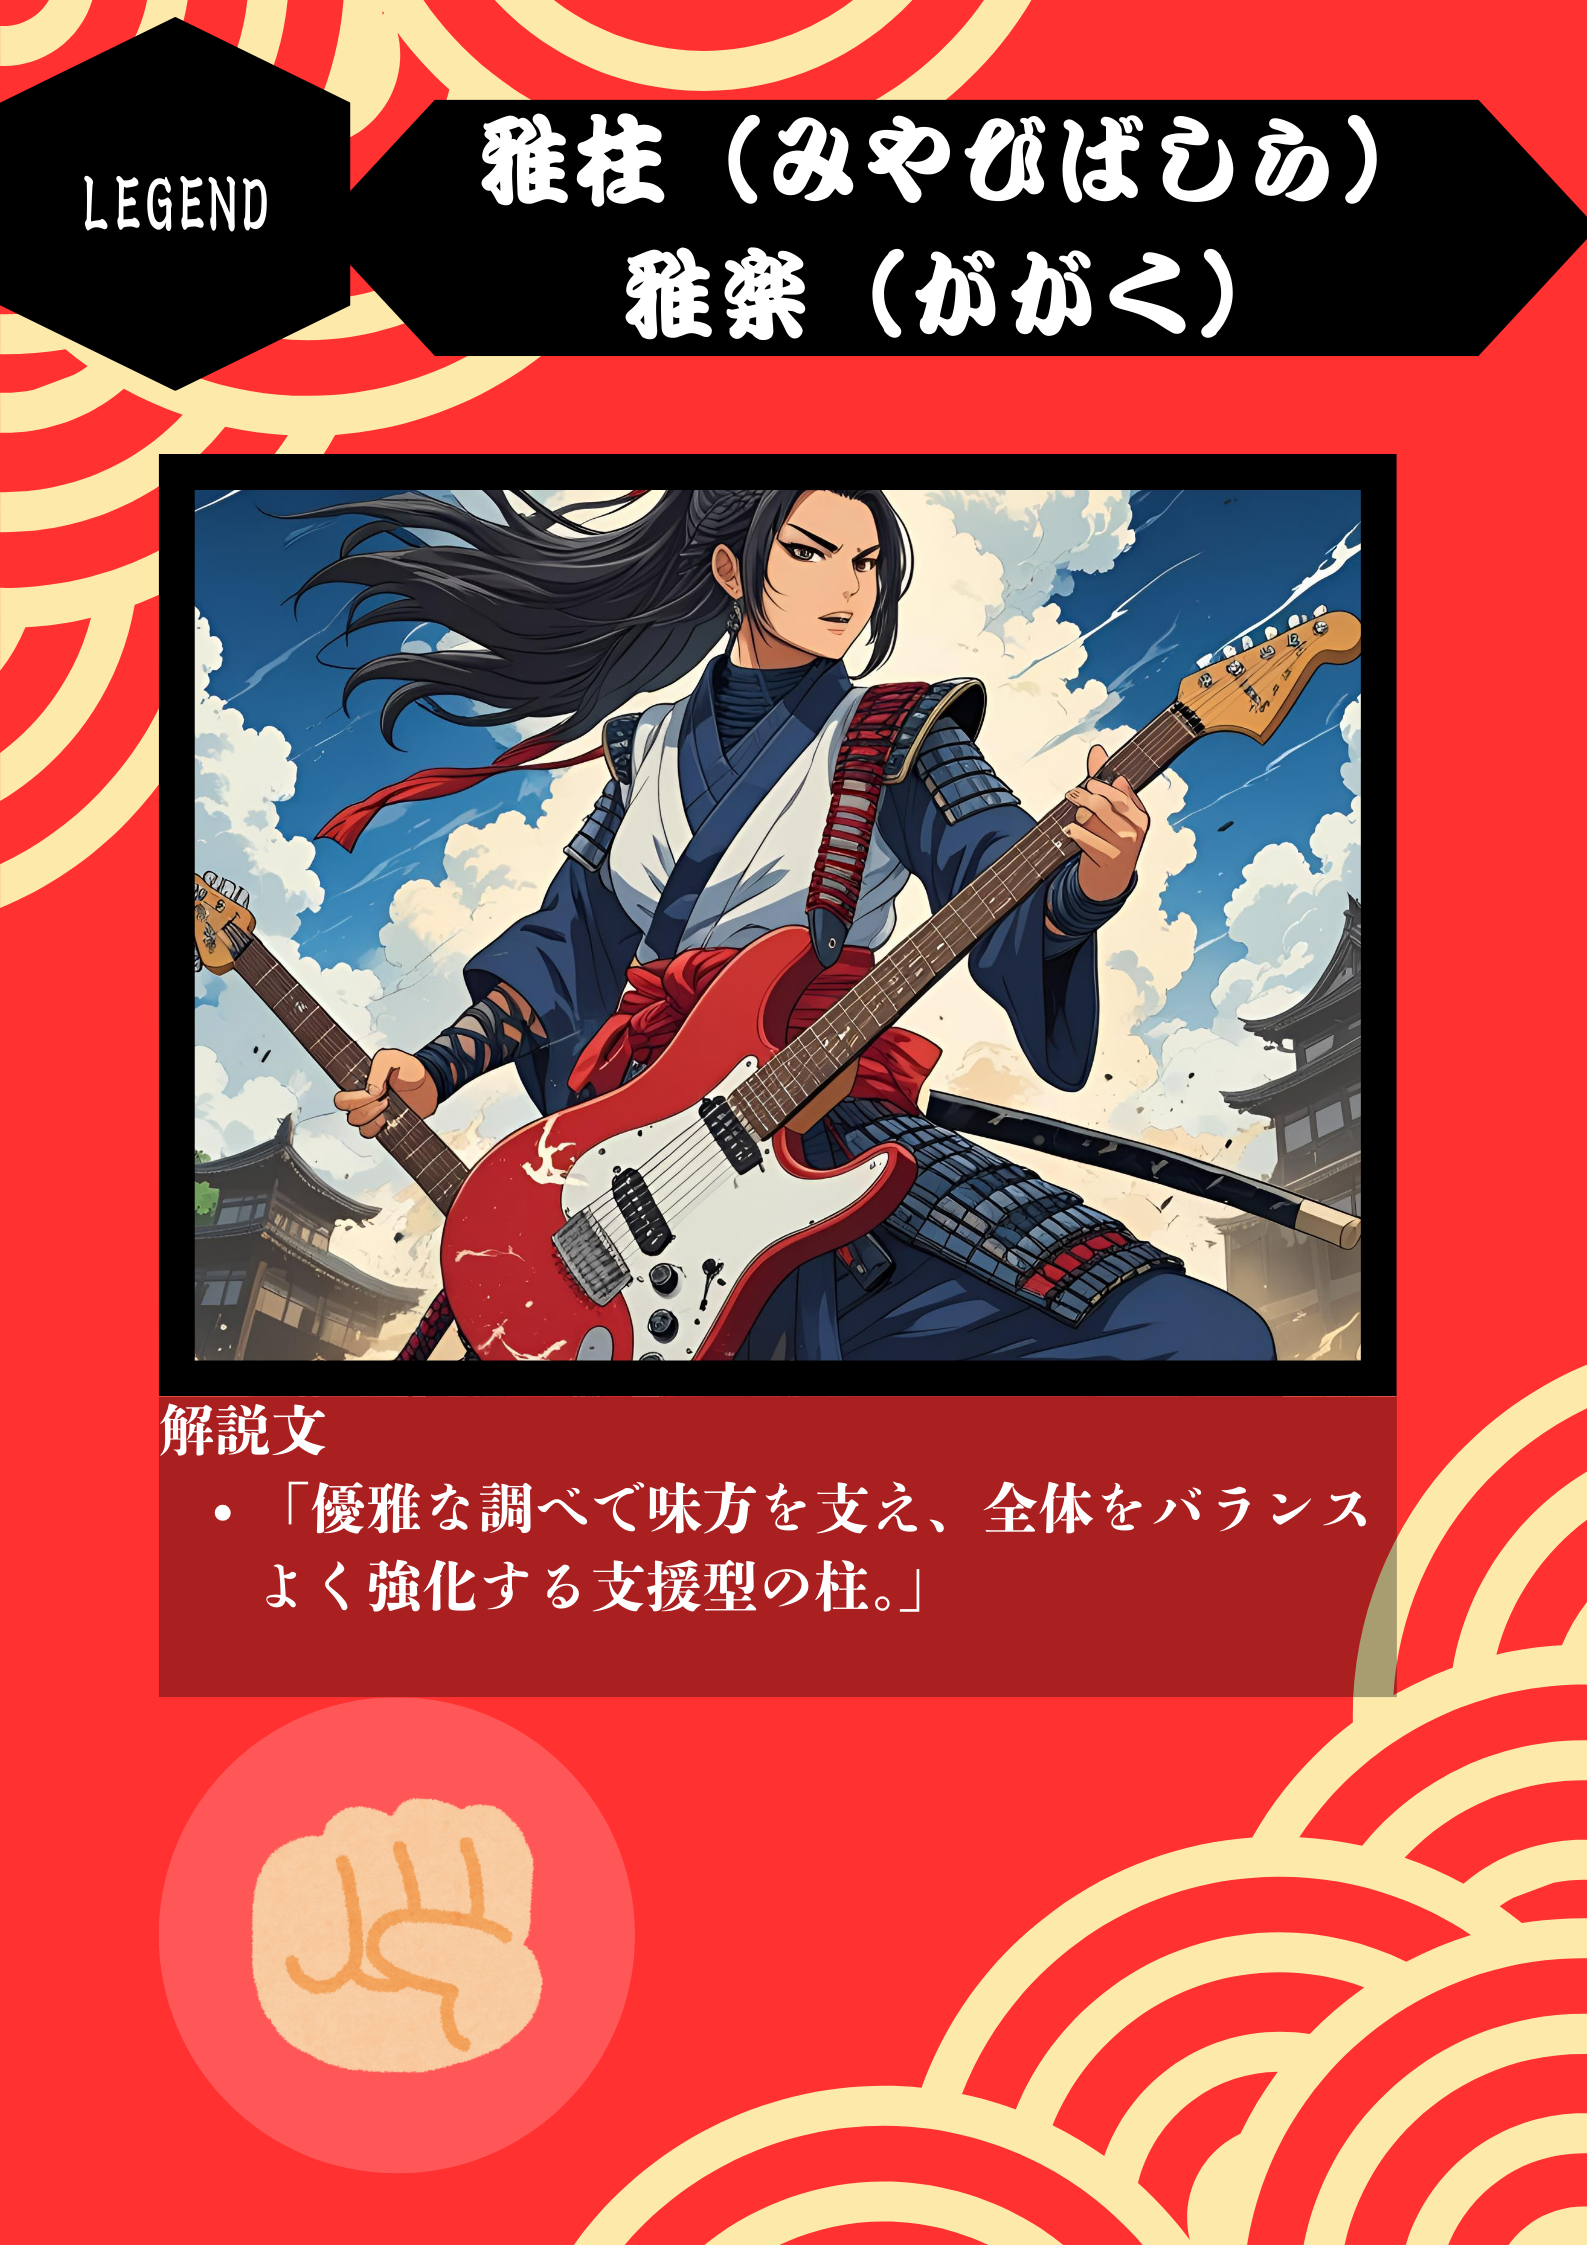 LEGEND
雅柱（みやびばしら）
雅楽（ががく）
解説文
• 「優雅な調べで味方を支え、全体をバランス
よく強化する支援型の柱。」